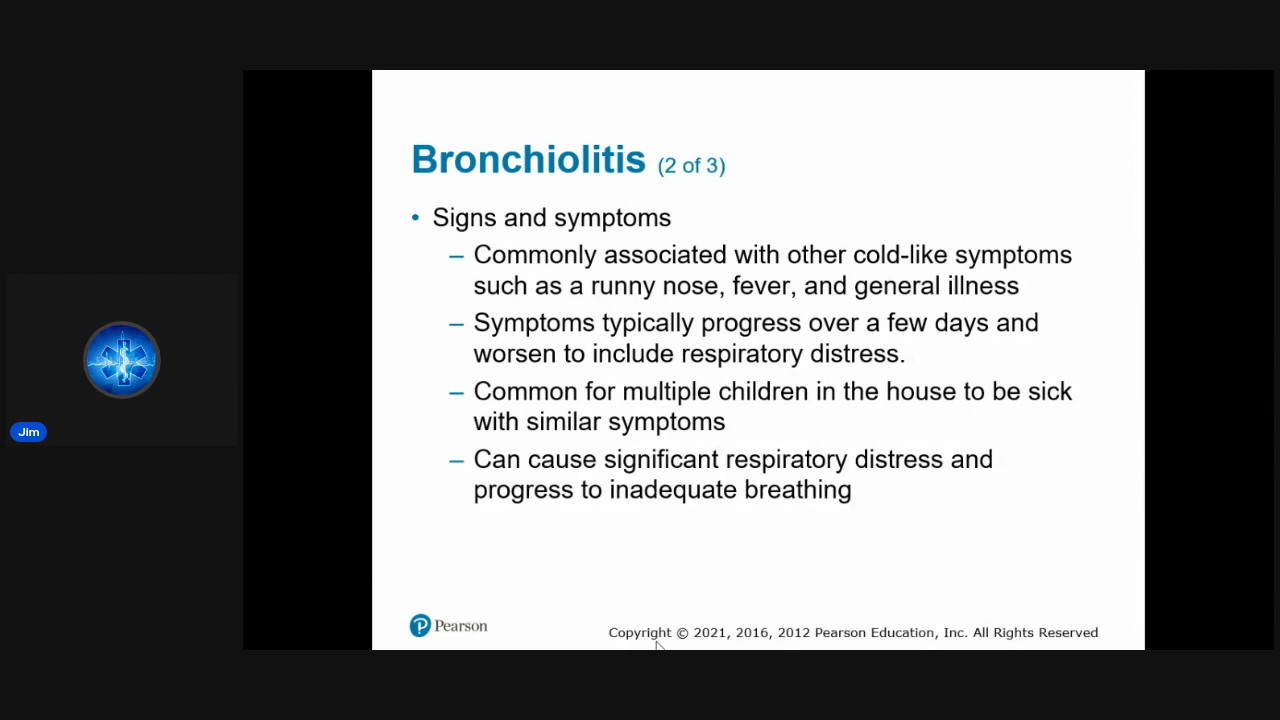 Bronchiolitis (2 of 3)
• Signs and symptoms
– Commonly associated with other cold-like symptoms
such as a runny nose, fever, and general illness
– Symptoms typically progress over a few days and
worsen to include respiratory distress.
– Common for multiple children in the house to be sick
with similar symptoms
– Can cause significant respiratory distress and
progress to inadequate breathing
Jim
Pearson
Copyright © 2021, 2016, 2012 Pearson Education, Inc. All Rights Reserved